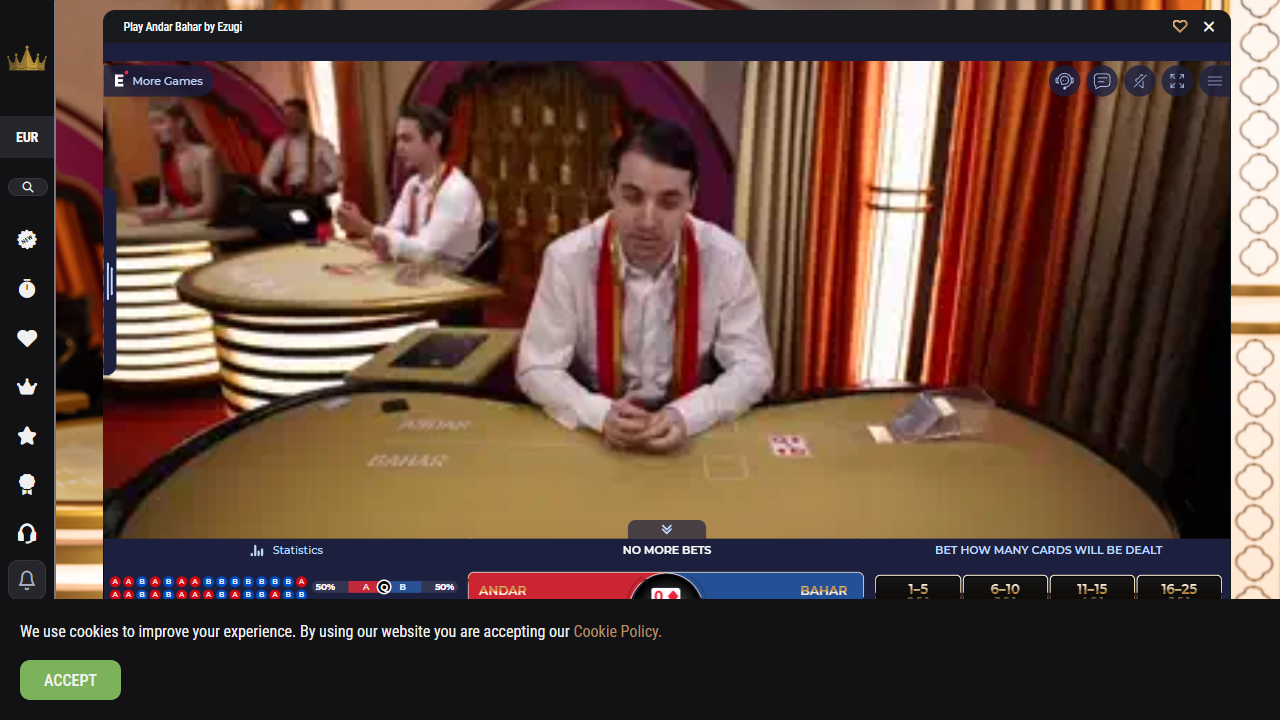 Play Andar Bahar by Ezugi
E More Games
EUR
NEW
ANDAR
BAHAR
Statistics
NO MORE BETS
BET HOW MANY CARDS WILL BE DEALT
A A B A B A A B B B B B B B A
50% A Q B 50%
ANDAR
BAHAR
1-5
6-10
11-15
16-25
We use cookies to improve your experience. By using our website you are accepting our Cookie Policy.
ACCEPT